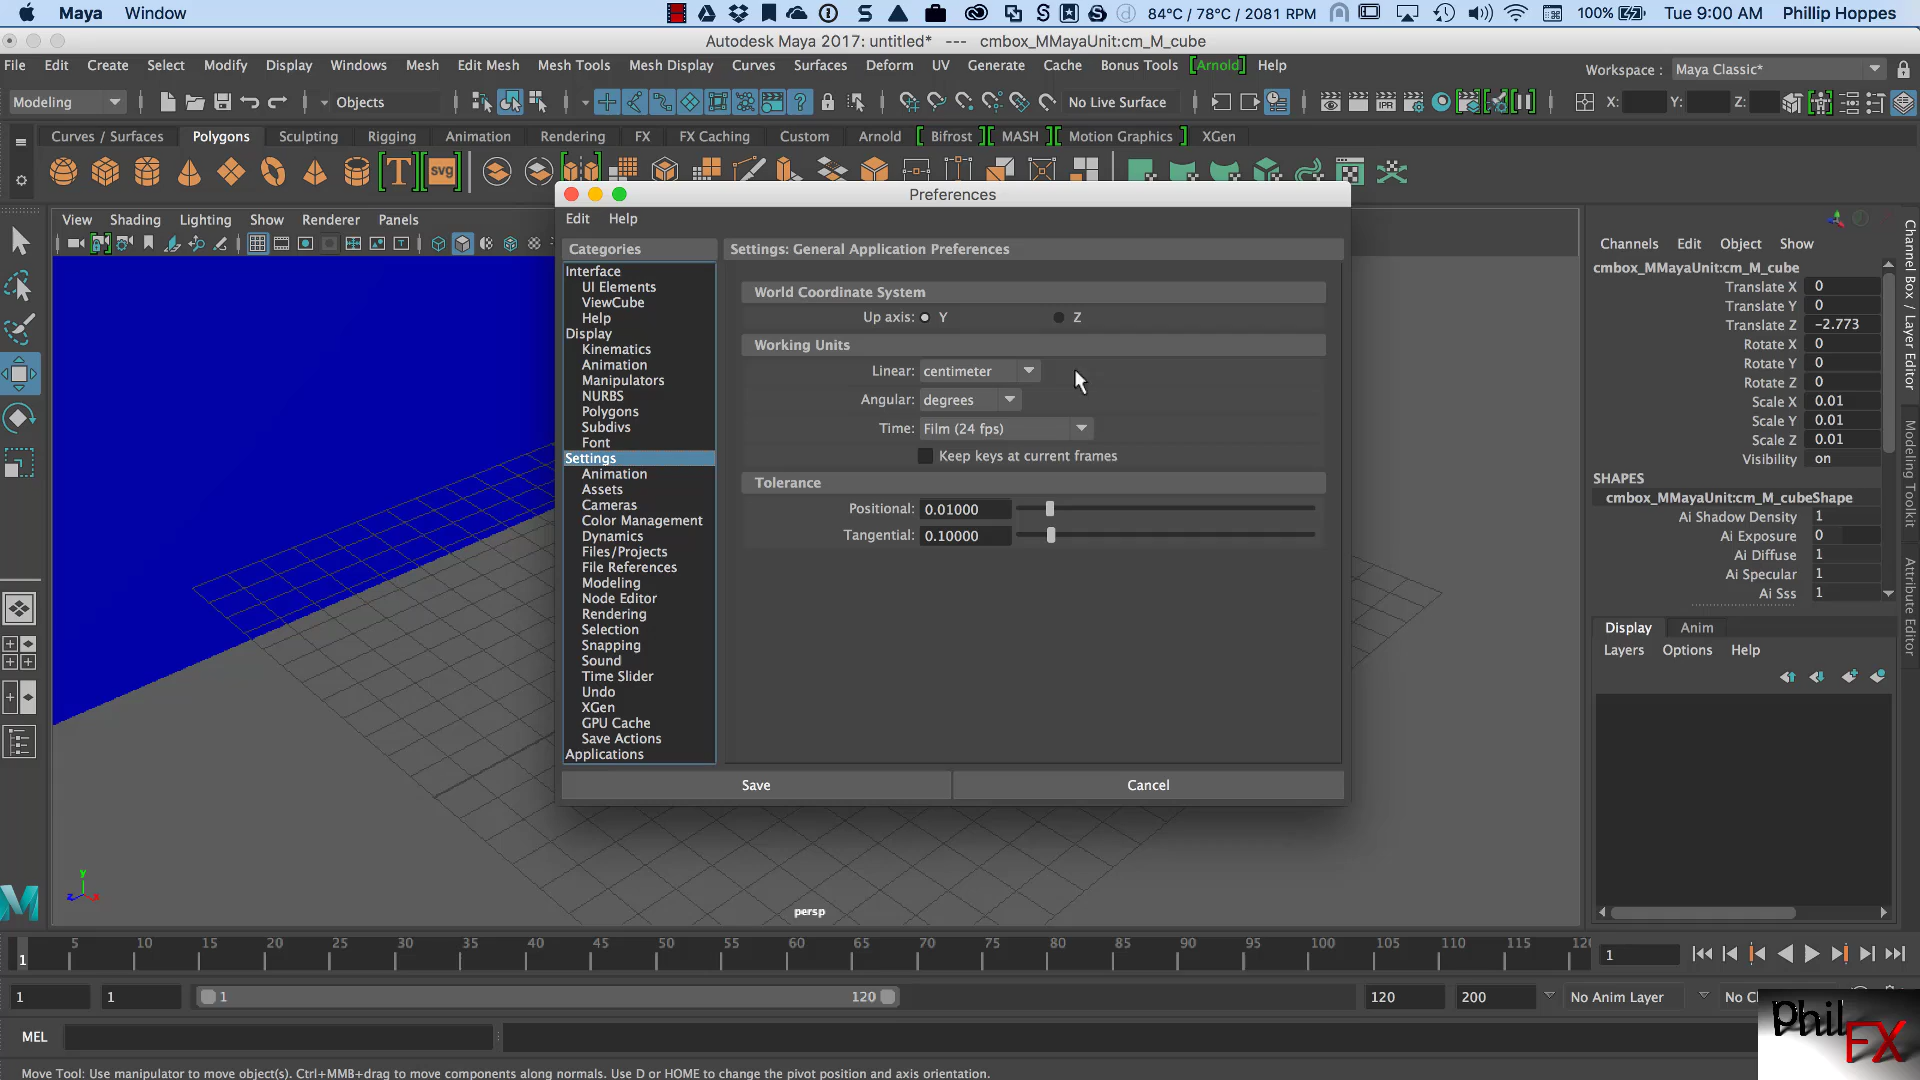 Maya Window 84°C / 78°C / 2081 RPM 100% Tue 9:00 AM Phillip Hoppes
Autodesk Maya 2017: untitled* --- cmbox_MMayaUnit:cm_M_cube
File Edit Create Select Modify Display Windows Mesh Edit Mesh Mesh Tools Mesh Display Curves Surfaces Deform UV Generate Cache Bonus Tools [Arnold] Help Workspace : Maya Classic*
Modeling Objects No Live Surface X: Y: Z:
Curves / Surfaces Polygons Sculpting Rigging Animation Rendering FX FX Caching Custom Arnold [ Bifrost ] [ MASH ] [ Motion Graphics ] XGen
T svg
Preferences
View Shading Lighting Show Renderer Panels
Edit Help
Channels Edit Object Show
Categories
Settings: General Application Preferences
Interface
UI Elements
ViewCube
Help
Display
Kinematics
Animation
Manipulators
NURBS
Polygons
Subdivs
Font
Settings
Animation
Assets
Cameras
Color Management
Dynamics
Files/Projects
File References
Modeling
Node Editor
Rendering
Selection
Snapping
Sound
Time Slider
Undo
XGen
GPU Cache
Save Actions
Applications
World Coordinate System
Up axis: Y Z
Working Units
Linear: centimeter
Angular: degrees
Time: Film (24 fps)
Keep keys at current frames
Tolerance
Positional: 0.01000
Tangential: 0.10000
Save Cancel
cmbox_MMayaUnit:cm_M_cube
Translate X 0
Translate Y 0
Translate Z -2.773
Rotate X 0
Rotate Y 0
Rotate Z 0
Scale X 0.01
Scale Y 0.01
Scale Z 0.01
Visibility on
SHAPES
cmbox_MMayaUnit:cm_M_cubeShape
Ai Shadow Density 1
Ai Exposure 0
Ai Diffuse 1
Ai Specular 1
Ai Sss 1
Display Anim
Layers Options Help
Channel Box / Layer Editor
Modeling Toolkit
Attribute Editor
y
z x
persp
5 10 15 20 25 30 35 40 45 50 55 60 65 70 75 80 85 90 95 100 105 110 115 120
1 1
1 1 1 120 120 200 No Anim Layer No C
MEL
Move Tool: Use manipulator to move object(s). Ctrl+MMB+drag to move components along normals. Use D or HOME to change the pivot position and axis orientation.
Phil
FX